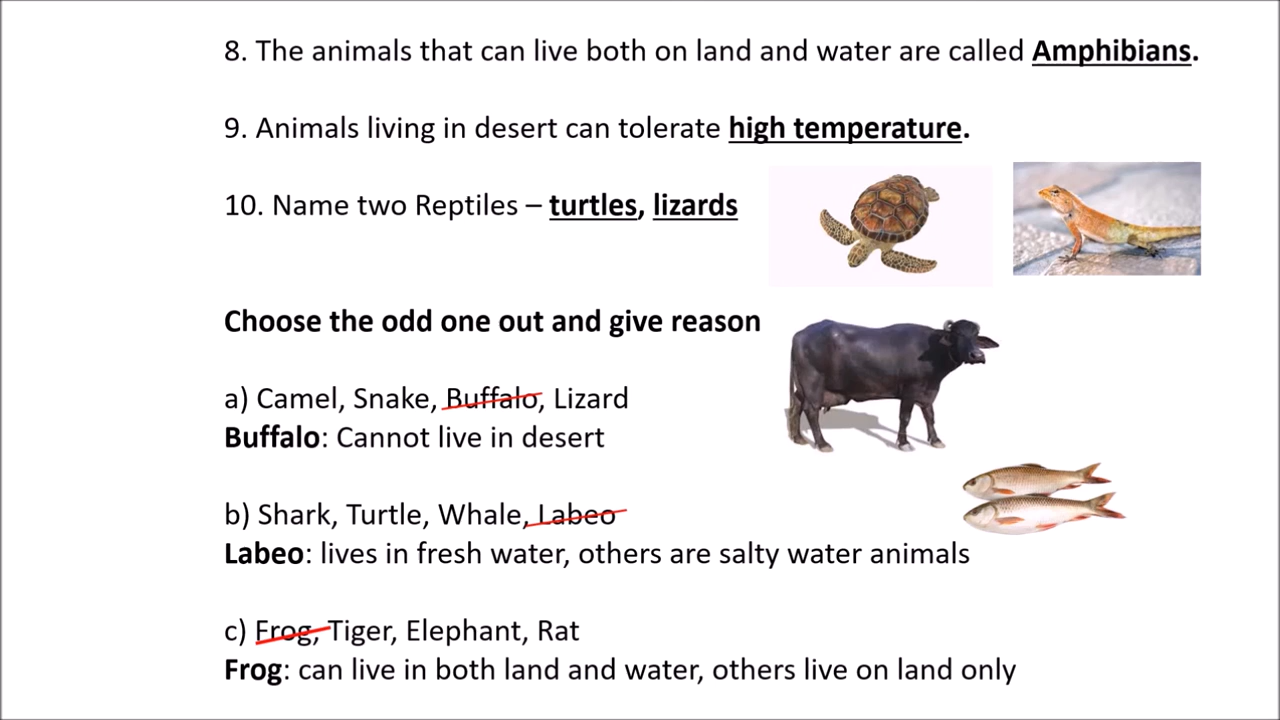 8. The animals that can live both on land and water are called Amphibians.
9. Animals living in desert can tolerate high temperature.
10. Name two Reptiles – turtles, lizards
Choose the odd one out and give reason
a) Camel, Snake, Buffalo, Lizard
Buffalo: Cannot live in desert
b) Shark, Turtle, Whale, Labeo
Labeo: lives in fresh water, others are salty water animals
c) Frog, Tiger, Elephant, Rat
Frog: can live in both land and water, others live on land only